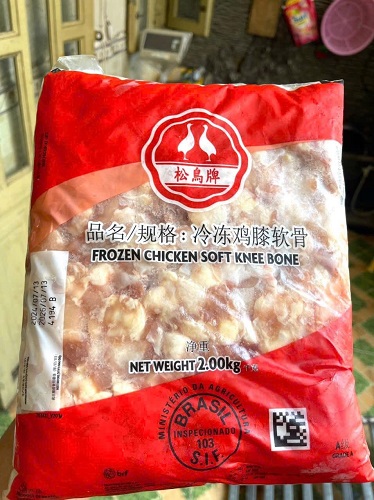 松鳥牌
品名/规格：冷冻鸡膝软骨
FROZEN CHICKEN SOFT KNEE BONE
净重
NET WEIGHT 2.00kg
MINISTÉRIO DA AGRICULTURA
BRASIL
INSPECIONADO
103
S.I.F.
brf